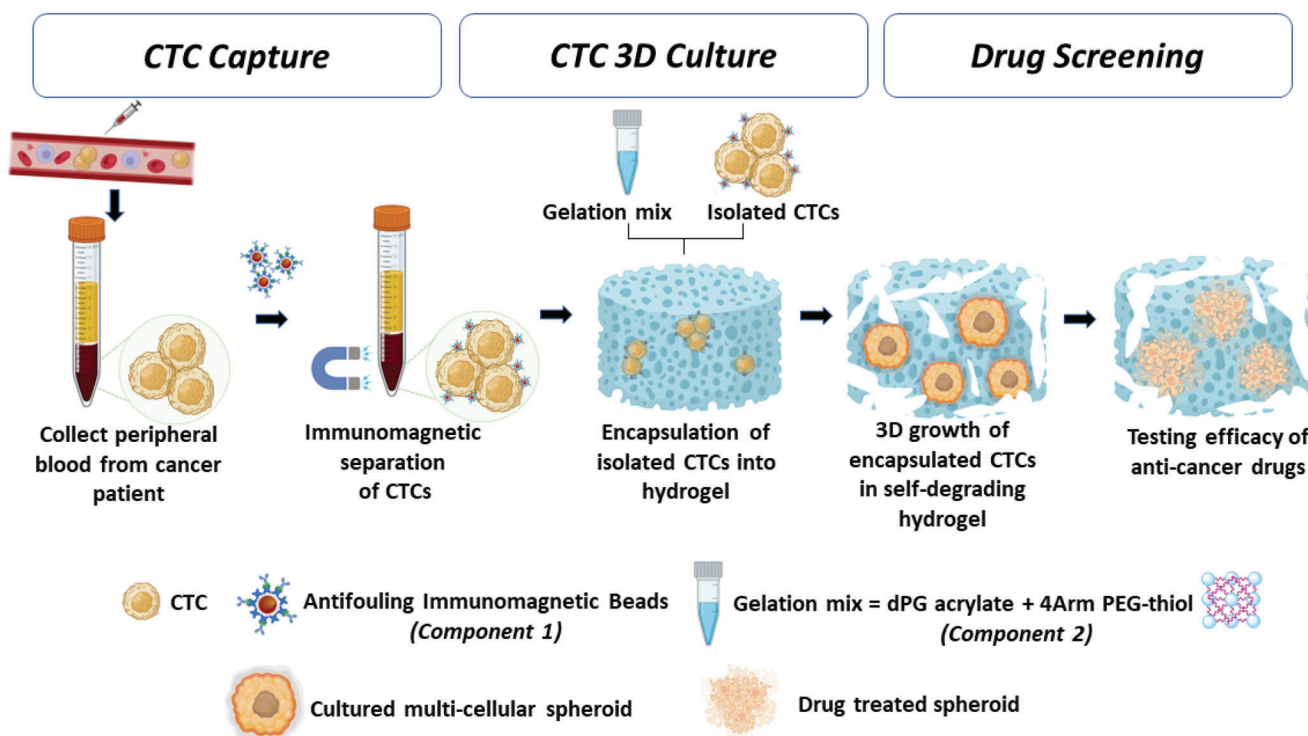 CTC Capture
CTC 3D Culture
Drug Screening
Gelation mix
Isolated CTCs
Collect peripheral
blood from cancer
patient
Immunomagnetic
separation
of CTCs
Encapsulation of
isolated CTCs into
hydrogel
3D growth of
encapsulated CTCs
in self-degrading
hydrogel
Testing efficacy of
anti-cancer drugs
CTC
Antifouling Immunomagnetic Beads
(Component 1)
Gelation mix = dPG acrylate + 4Arm PEG-thiol
(Component 2)
Cultured multi-cellular spheroid
Drug treated spheroid